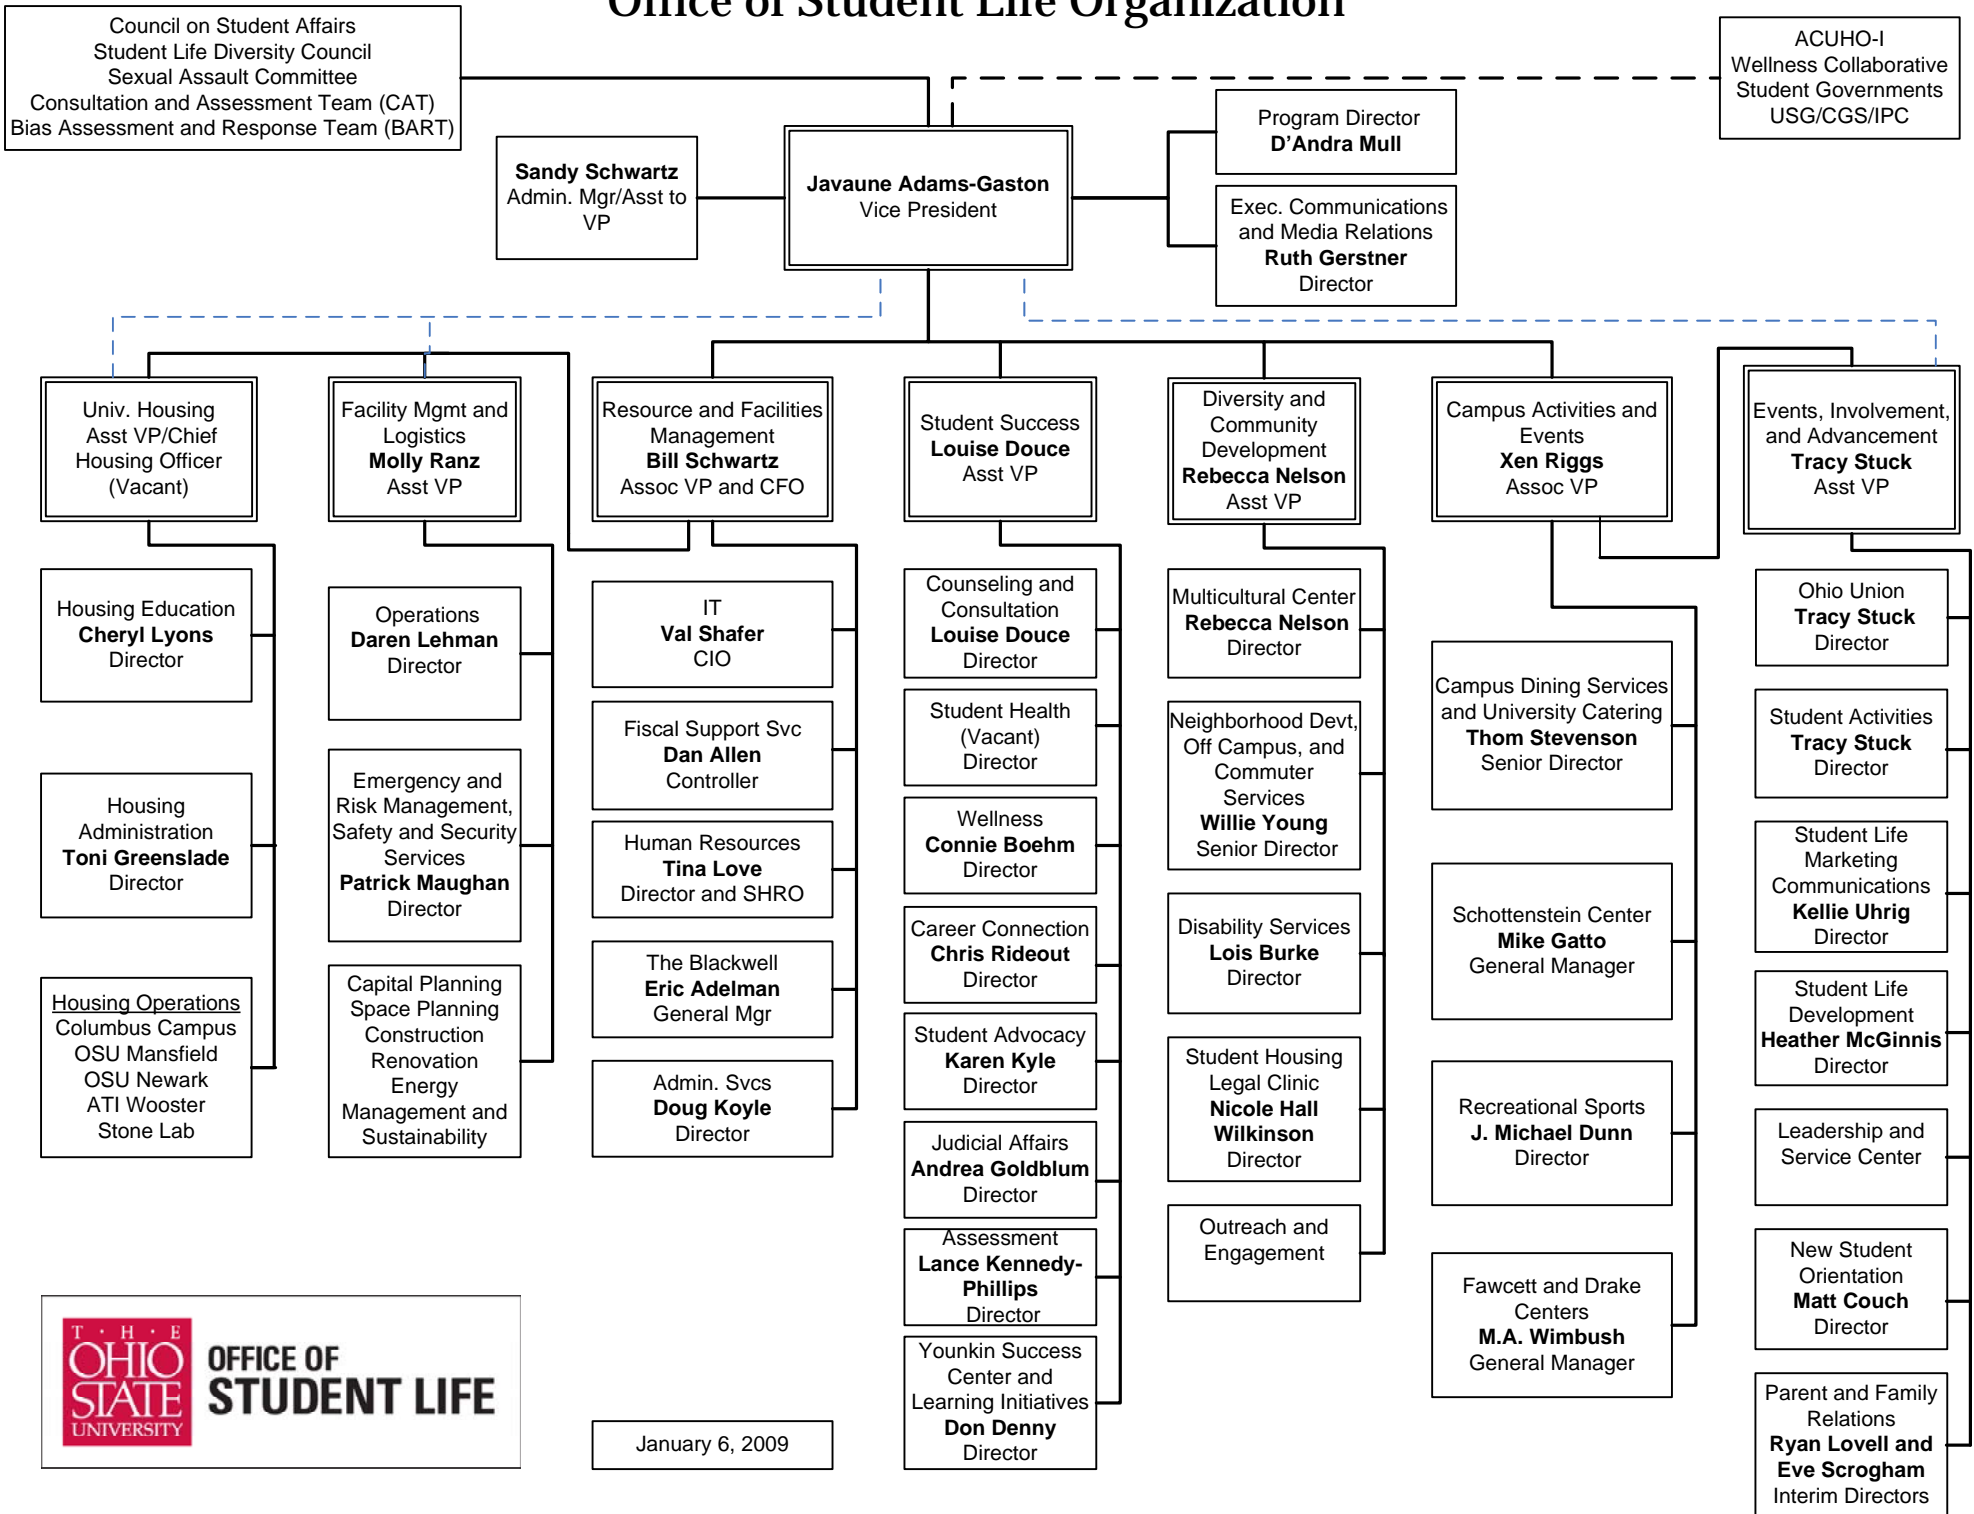 Office of Student Life Organization
Council on Student Affairs
Student Life Diversity Council
Sexual Assault Committee
Consultation and Assessment Team (CAT)
Bias Assessment and Response Team (BART)
ACUHO-I
Wellness Collaborative
Student Governments
USG/CGS/IPC
Sandy Schwartz
Admin. Mgr/Asst to
VP
Javaune Adams-Gaston
Vice President
Program Director
D'Andra Mull
Exec. Communications
and Media Relations
Ruth Gerstner
Director
Univ. Housing
Asst VP/Chief
Housing Officer
(Vacant)
Housing Education
Cheryl Lyons
Director
Housing
Administration
Toni Greenslade
Director
Housing Operations
Columbus Campus
OSU Mansfield
OSU Newark
ATI Wooster
Stone Lab
Facility Mgmt and
Logistics
Molly Ranz
Asst VP
Operations
Daren Lehman
Director
Emergency and
Risk Management,
Safety and Security
Services
Patrick Maughan
Director
Capital Planning
Space Planning
Construction
Renovation
Energy
Management and
Sustainability
Resource and Facilities
Management
Bill Schwartz
Assoc VP and CFO
IT
Val Shafer
CIO
Fiscal Support Svc
Dan Allen
Controller
Human Resources
Tina Love
Director and SHRO
The Blackwell
Eric Adelman
General Mgr
Admin. Svcs
Doug Koyle
Director
Student Success
Louise Douce
Asst VP
Counseling and
Consultation
Louise Douce
Director
Student Health
(Vacant)
Director
Wellness
Connie Boehm
Director
Career Connection
Chris Rideout
Director
Student Advocacy
Karen Kyle
Director
Judicial Affairs
Andrea Goldblum
Director
Assessment
Lance Kennedy-
Phillips
Director
Younkin Success
Center and
Learning Initiatives
Don Denny
Director
Diversity and
Community
Development
Rebecca Nelson
Asst VP
Multicultural Center
Rebecca Nelson
Director
Neighborhood Devt,
Off Campus, and
Commuter
Services
Willie Young
Senior Director
Disability Services
Lois Burke
Director
Student Housing
Legal Clinic
Nicole Hall
Wilkinson
Director
Outreach and
Engagement
Campus Activities and
Events
Xen Riggs
Assoc VP
Campus Dining Services
and University Catering
Thom Stevenson
Senior Director
Schottenstein Center
Mike Gatto
General Manager
Recreational Sports
J. Michael Dunn
Director
Fawcett and Drake
Centers
M.A. Wimbush
General Manager
Events, Involvement,
and Advancement
Tracy Stuck
Asst VP
Ohio Union
Tracy Stuck
Director
Student Activities
Tracy Stuck
Director
Student Life
Marketing
Communications
Kellie Uhrig
Director
Student Life
Development
Heather McGinnis
Director
Leadership and
Service Center
New Student
Orientation
Matt Couch
Director
Parent and Family
Relations
Ryan Lovell and
Eve Scrogham
Interim Directors
T · H · E
OHIO
STATE
UNIVERSITY
OFFICE OF
STUDENT LIFE
January 6, 2009